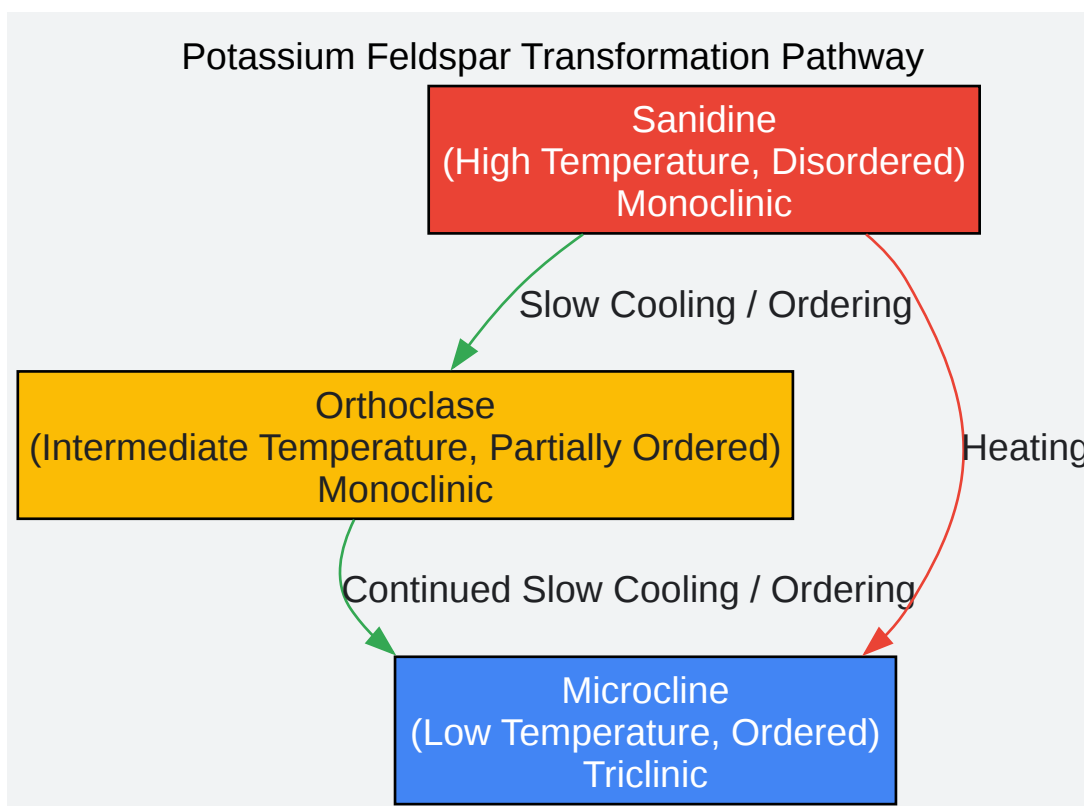 Potassium Feldspar Transformation Pathway
Sanidine
(High Temperature, Disordered)
Monoclinic
Slow Cooling / Ordering
Orthoclase
(Intermediate Temperature, Partially Ordered)
Monoclinic
Heating
Continued Slow Cooling / Ordering
Microcline
(Low Temperature, Ordered)
Triclinic